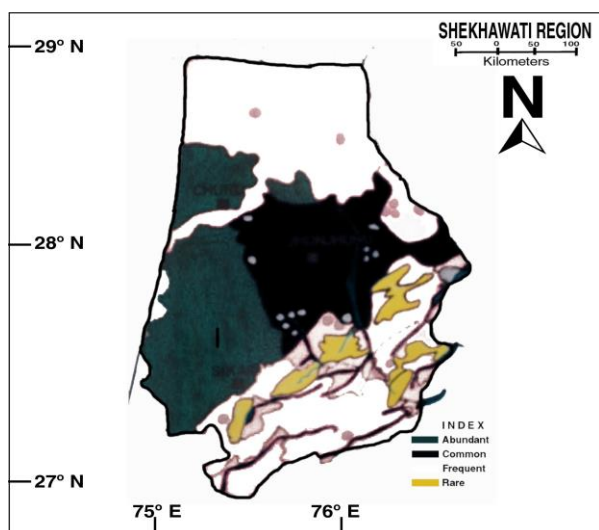 29° N
SHEKHAWATI REGION
50 0 50 100
Kilometers
N
28° N
INDEX
Abundant
Common
Frequent
Rare
27° N
75° E 76° E